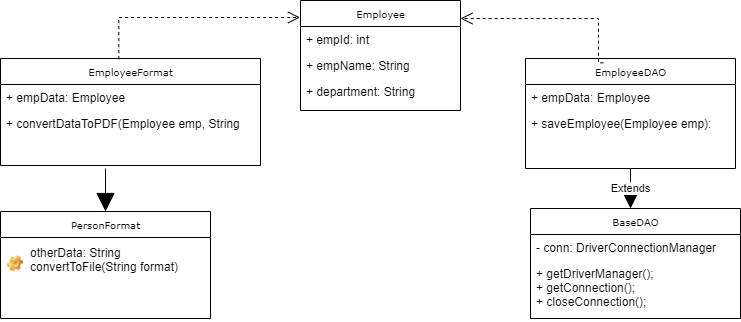 Employee
+ empId: int
+ empName: String
+ department: String
EmployeeFormat
+ empData: Employee
+ convertDataToPDF(Employee emp, String
EmployeeDAO
+ empData: Employee
+ saveEmployee(Employee emp):
Extends
PersonFormat
otherData: String
convertToFile(String format)
BaseDAO
- conn: DriverConnectionManager
+ getDriverManager();
+ getConnection();
+ closeConnection();